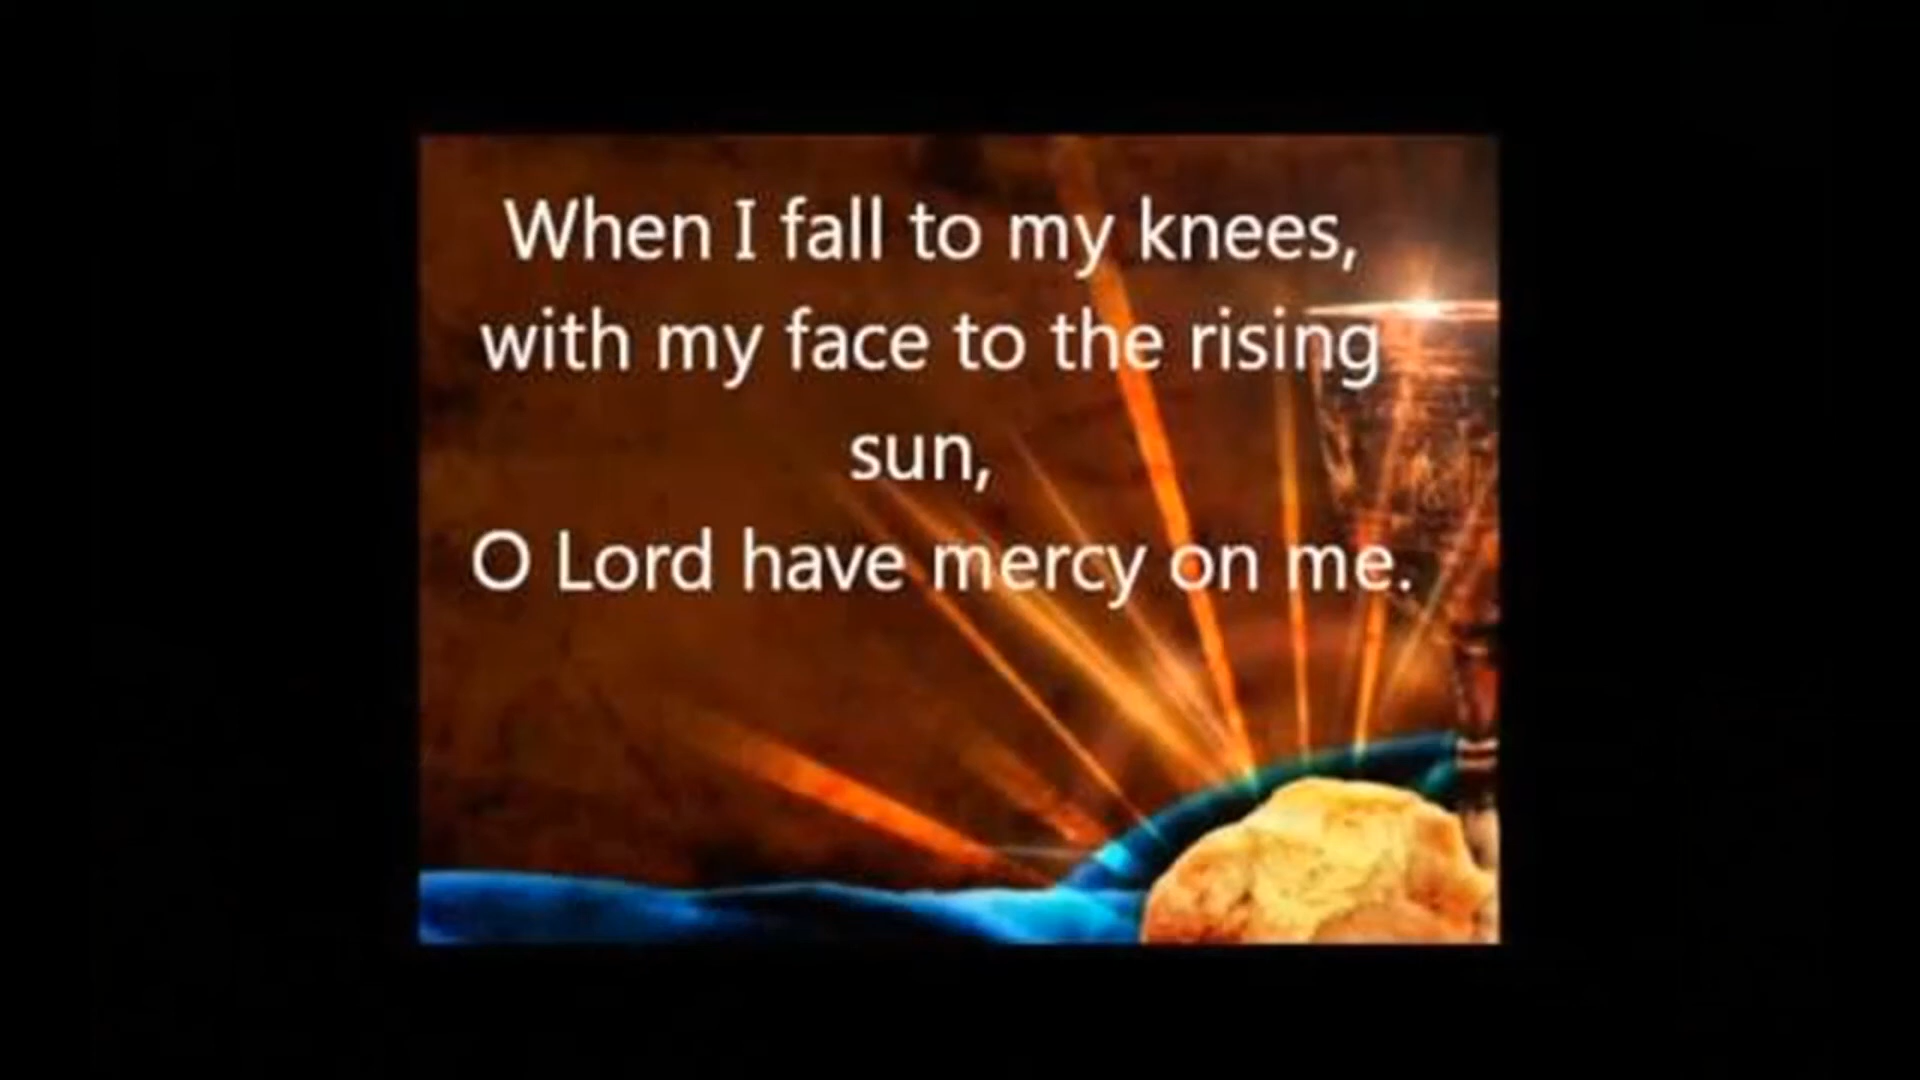 When I fall to my knees,
with my face to the rising
sun,
O Lord have mercy on me.